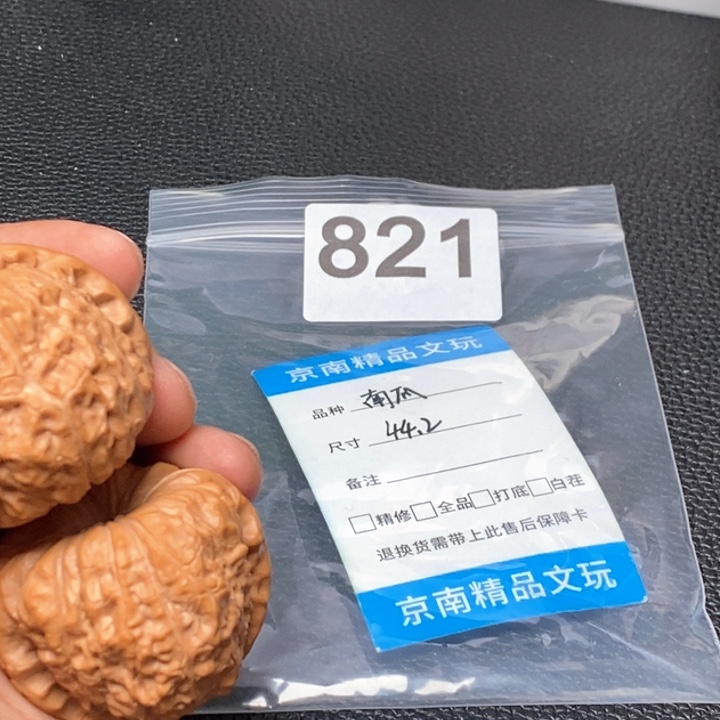 821
京南精品文玩
品种 南瓜
尺寸 44.2
备注
□精修□全品□打底□白茬
退换货需带上此售后保障卡
京南精品文玩